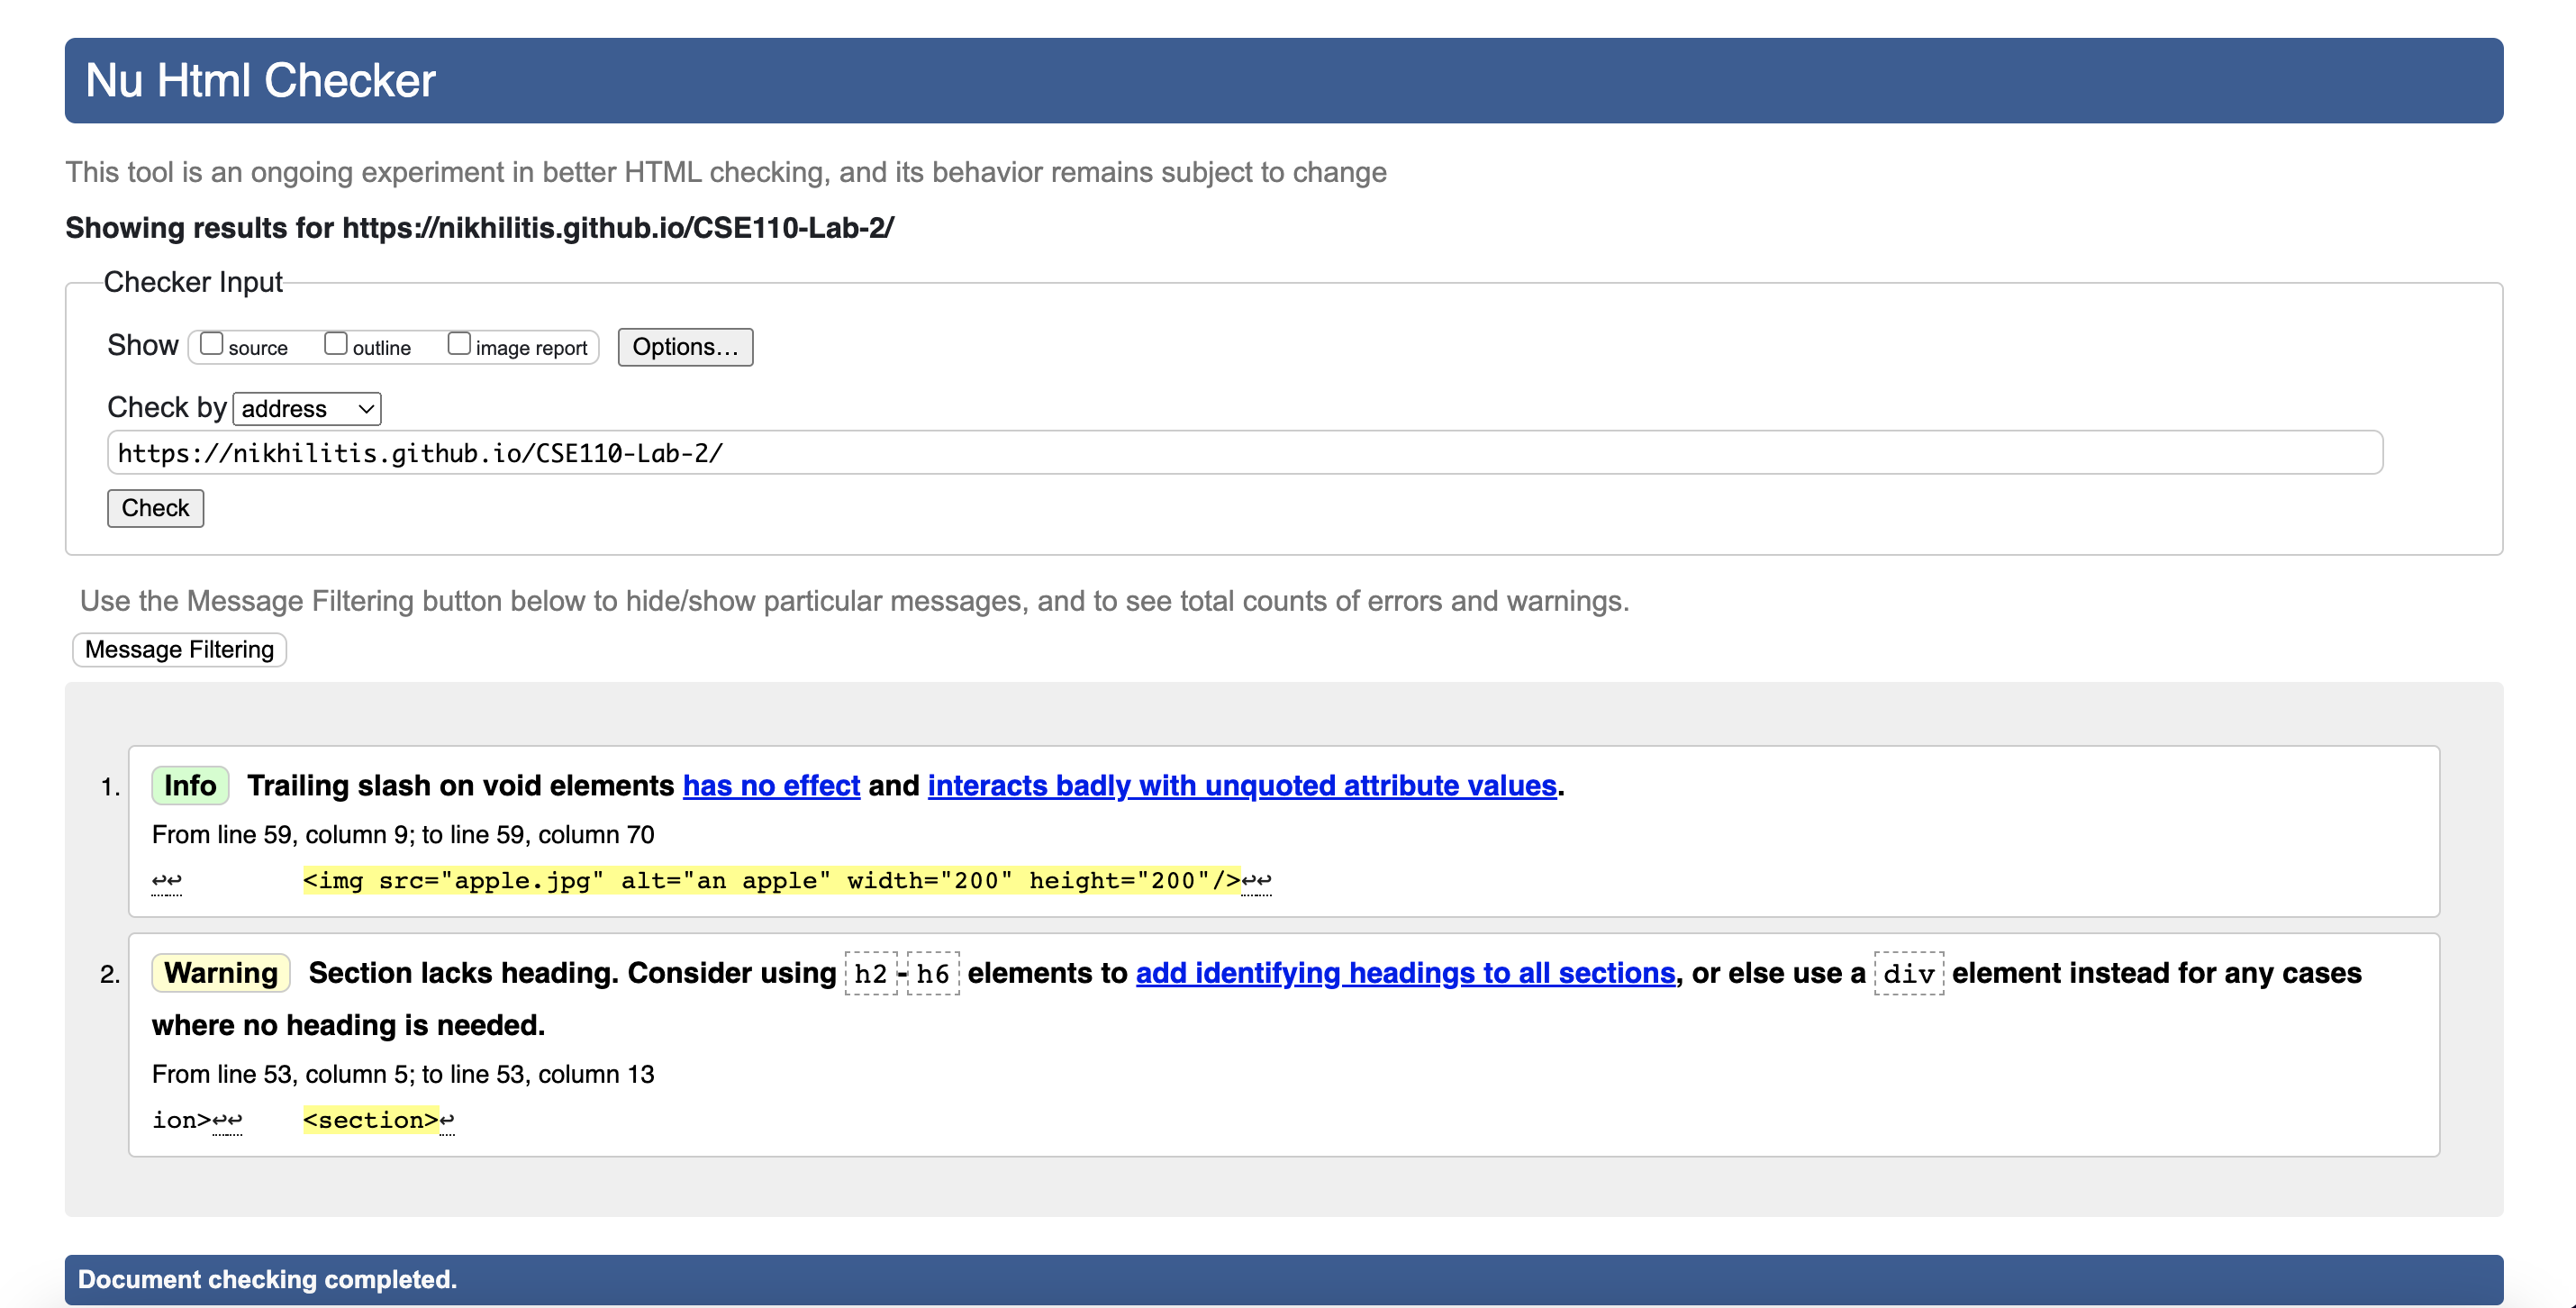 Nu Html Checker
This tool is an ongoing experiment in better HTML checking, and its behavior remains subject to change
Showing results for https://nikhilitis.github.io/CSE110-Lab-2/
Checker Input
Show source outline image report Options...
Check by address
https://nikhilitis.github.io/CSE110-Lab-2/
Check
Use the Message Filtering button below to hide/show particular messages, and to see total counts of errors and warnings.
Message Filtering
1. Info Trailing slash on void elements has no effect and interacts badly with unquoted attribute values.
From line 59, column 9; to line 59, column 70
↩↩        <img src="apple.jpg" alt="an apple" width="200" height="200"/>↩↩
2. Warning Section lacks heading. Consider using h2-h6 elements to add identifying headings to all sections, or else use a div element instead for any cases
where no heading is needed.
From line 53, column 5; to line 53, column 13
ion>↩↩    <section>↩
Document checking completed.